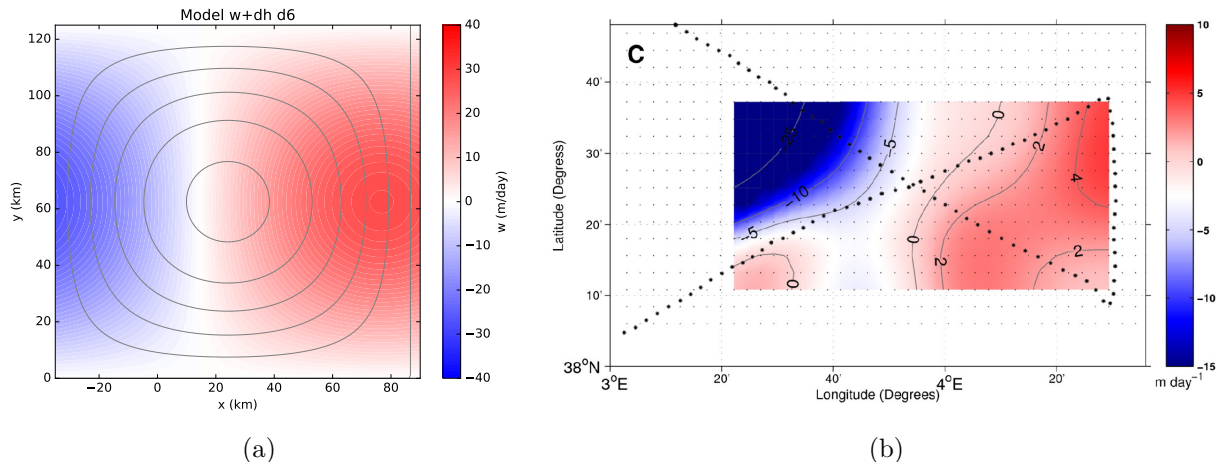 Model w+dh d6
120
100
80
60
40
20
0
y (km)
−20 0 20 40 60 80
x (km)
40
30
20
10
0
−10
−20
−30
−40
w (m/day)
(a)
C
40'
30'
20'
10'
38°N
Latitude (Degrees)
3°E 20' 40' 4°E 20'
Longitude (Degrees)
−10
−5
−5
0
0
0
2
2
2
4
10
5
0
−5
−10
−15
m day⁻¹
(b)